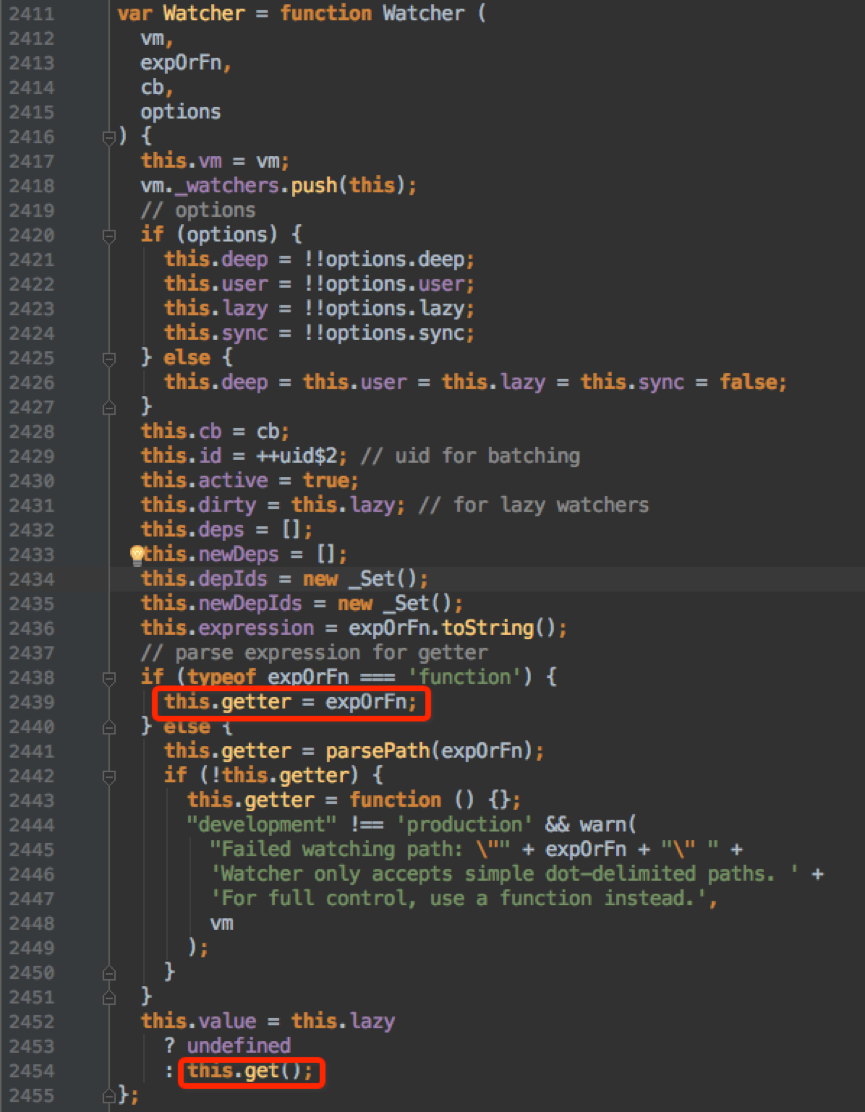 2411 var Watcher = function Watcher (
2412 vm,
2413 expOrFn,
2414 cb,
2415 options
2416 ) {
2417 this.vm = vm;
2418 vm._watchers.push(this);
2419 // options
2420 if (options) {
2421 this.deep = !!options.deep;
2422 this.user = !!options.user;
2423 this.lazy = !!options.lazy;
2424 this.sync = !!options.sync;
2425 } else {
2426 this.deep = this.user = this.lazy = this.sync = false;
2427 }
2428 this.cb = cb;
2429 this.id = ++uid$2; // uid for batching
2430 this.active = true;
2431 this.dirty = this.lazy; // for lazy watchers
2432 this.deps = [];
2433 this.newDeps = [];
2434 this.depIds = new _Set();
2435 this.newDepIds = new _Set();
2436 this.expression = expOrFn.toString();
2437 // parse expression for getter
2438 if (typeof expOrFn === 'function') {
2439 this.getter = expOrFn;
2440 } else {
2441 this.getter = parsePath(expOrFn);
2442 if (!this.getter) {
2443 this.getter = function () {};
2444 "development" !== 'production' && warn(
2445 "Failed watching path: \"" + expOrFn + "\" " +
2446 'Watcher only accepts simple dot-delimited paths. ' +
2447 'For full control, use a function instead.',
2448 vm
2449 );
2450 }
2451 }
2452 this.value = this.lazy
2453 ? undefined
2454 : this.get();
2455 };